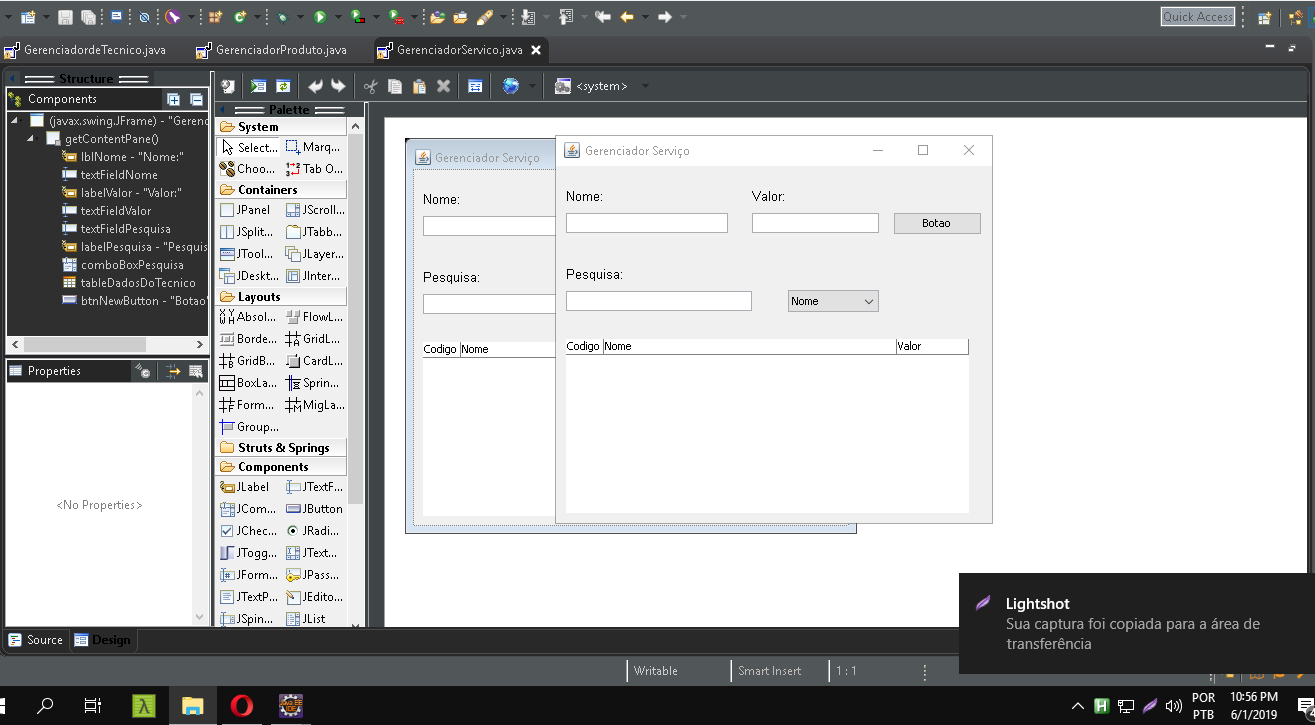 Quick Access
GerenciadordeTecnico.java
GerenciadorProduto.java
GerenciadorServico.java
Structure
Components
(javax.swing.JFrame) - "Gerenc
getContentPane()
lblNome - "Nome:"
textFieldNome
labelValor - "Valor:"
textFieldValor
textFieldPesquisa
labelPesquisa - "Pesquis
comboBoxPesquisa
tableDadosDoTecnico
btnNewButton - "Botao"
Properties
<No Properties>
<system>
Palette
System
Select... Marq...
Choo... Tab O...
Containers
JPanel JScroll...
JSplit... JTabb...
JTool... JLayer...
JDeskt... JInter...
Layouts
Absol... FlowL...
Borde... GridL...
GridB... CardL...
BoxLa... Sprin...
Form... MigLa...
Group...
Struts & Springs
Components
JLabel JTextF...
JCom... JButton
JChec... JRadi...
JTogg... JText...
JForm... JPass...
JTextP... JEdito...
JSpin... JList
Gerenciador Serviço
Nome:
Pesquisa:
Codigo Nome
Gerenciador Serviço
Nome: Valor:
Botao
Pesquisa:
Nome
Codigo Nome Valor
Source Design
Lightshot
Sua captura foi copiada para a área de
transferência
Writable Smart Insert 1 : 1
POR 10:56 PM
PTB 6/1/2019